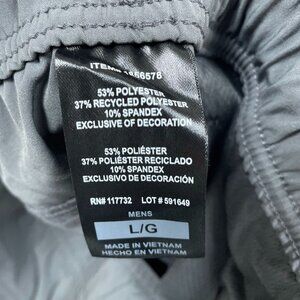 ITEM# 1656578
53% POLYESTER
37% RECYCLED POLYESTER
10% SPANDEX
EXCLUSIVE OF DECORATION
53% POLIÉSTER
37% POLIÉSTER RECICLADO
10% SPANDEX
EXCLUSIVO DE DECORACIÓN
RN# 117732 LOT # 591649
MENS
L/G
MADE IN VIETNAM
HECHO EN VIETNAM